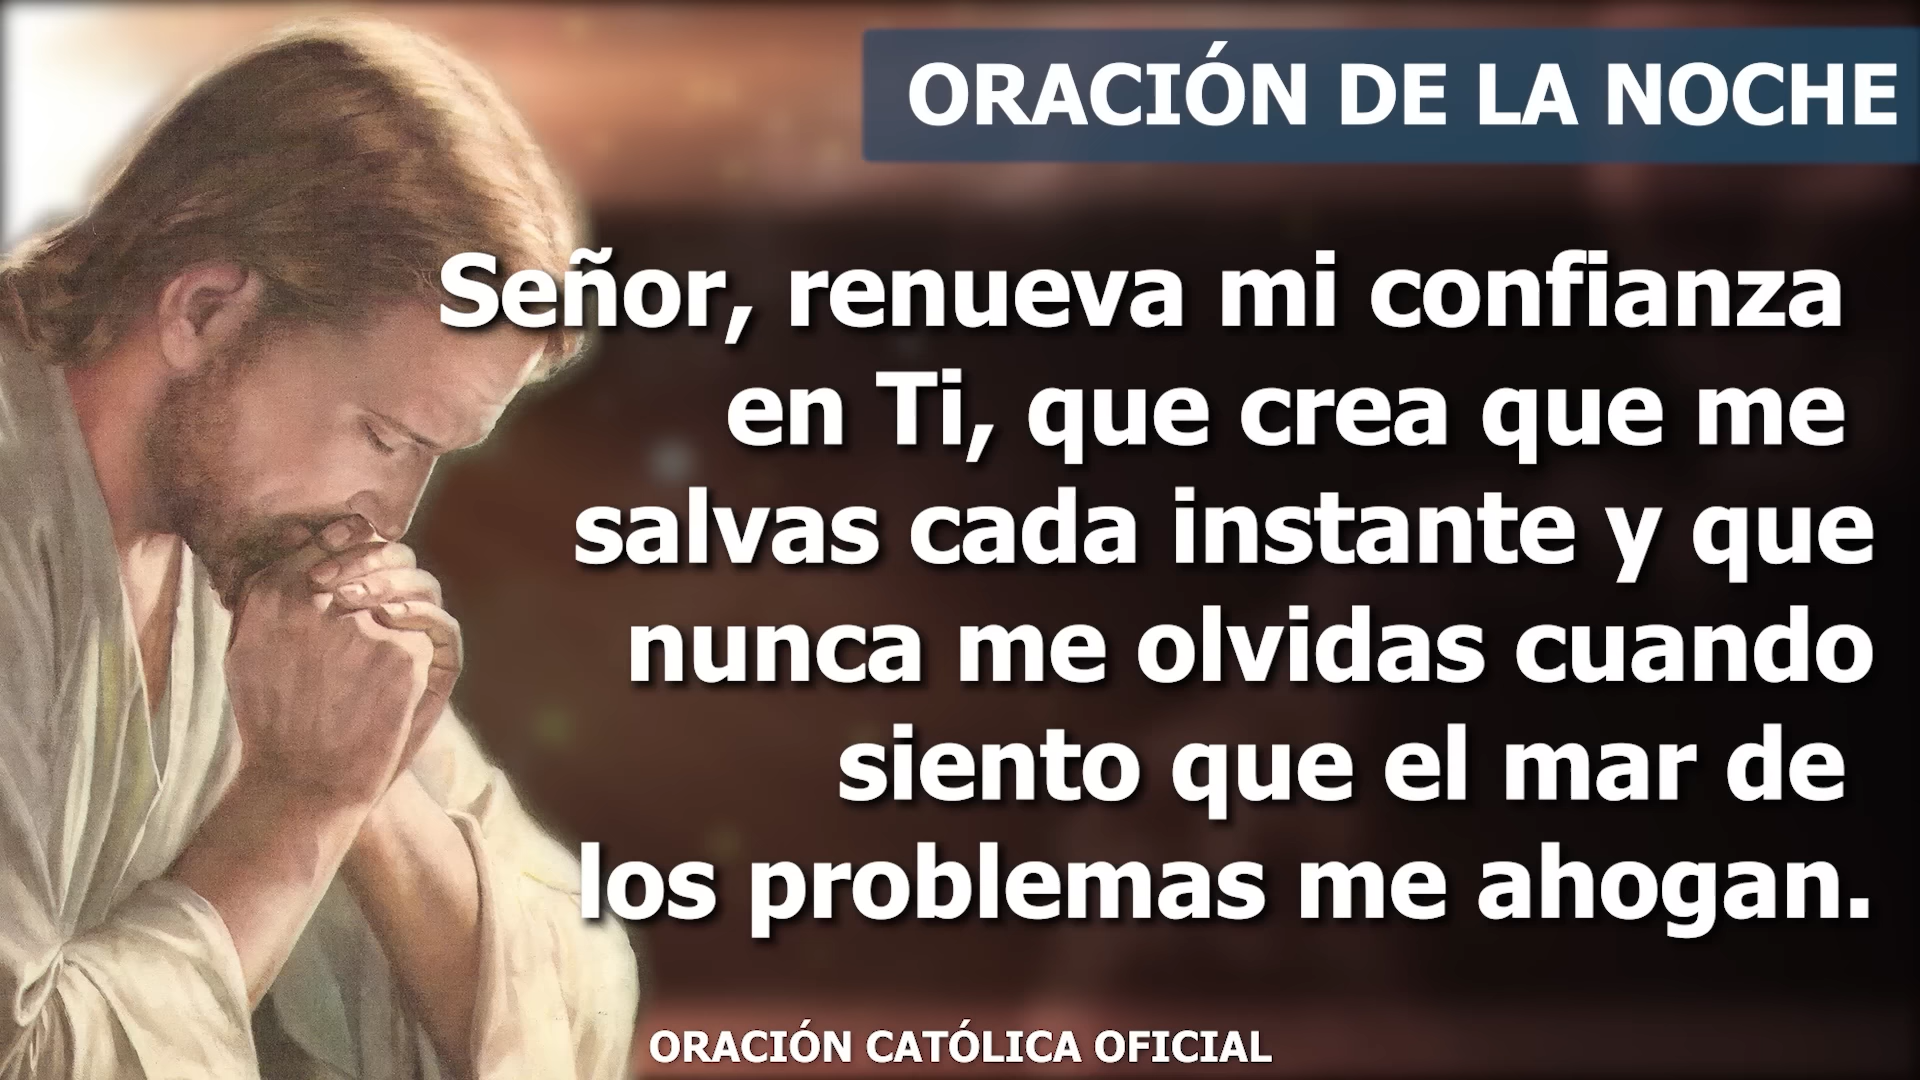 ORACIÓN DE LA NOCHE
Señor, renueva mi confianza
en Ti, que crea que me
salvas cada instante y que
nunca me olvidas cuando
siento que el mar de
los problemas me ahogan.
ORACIÓN CATÓLICA OFICIAL